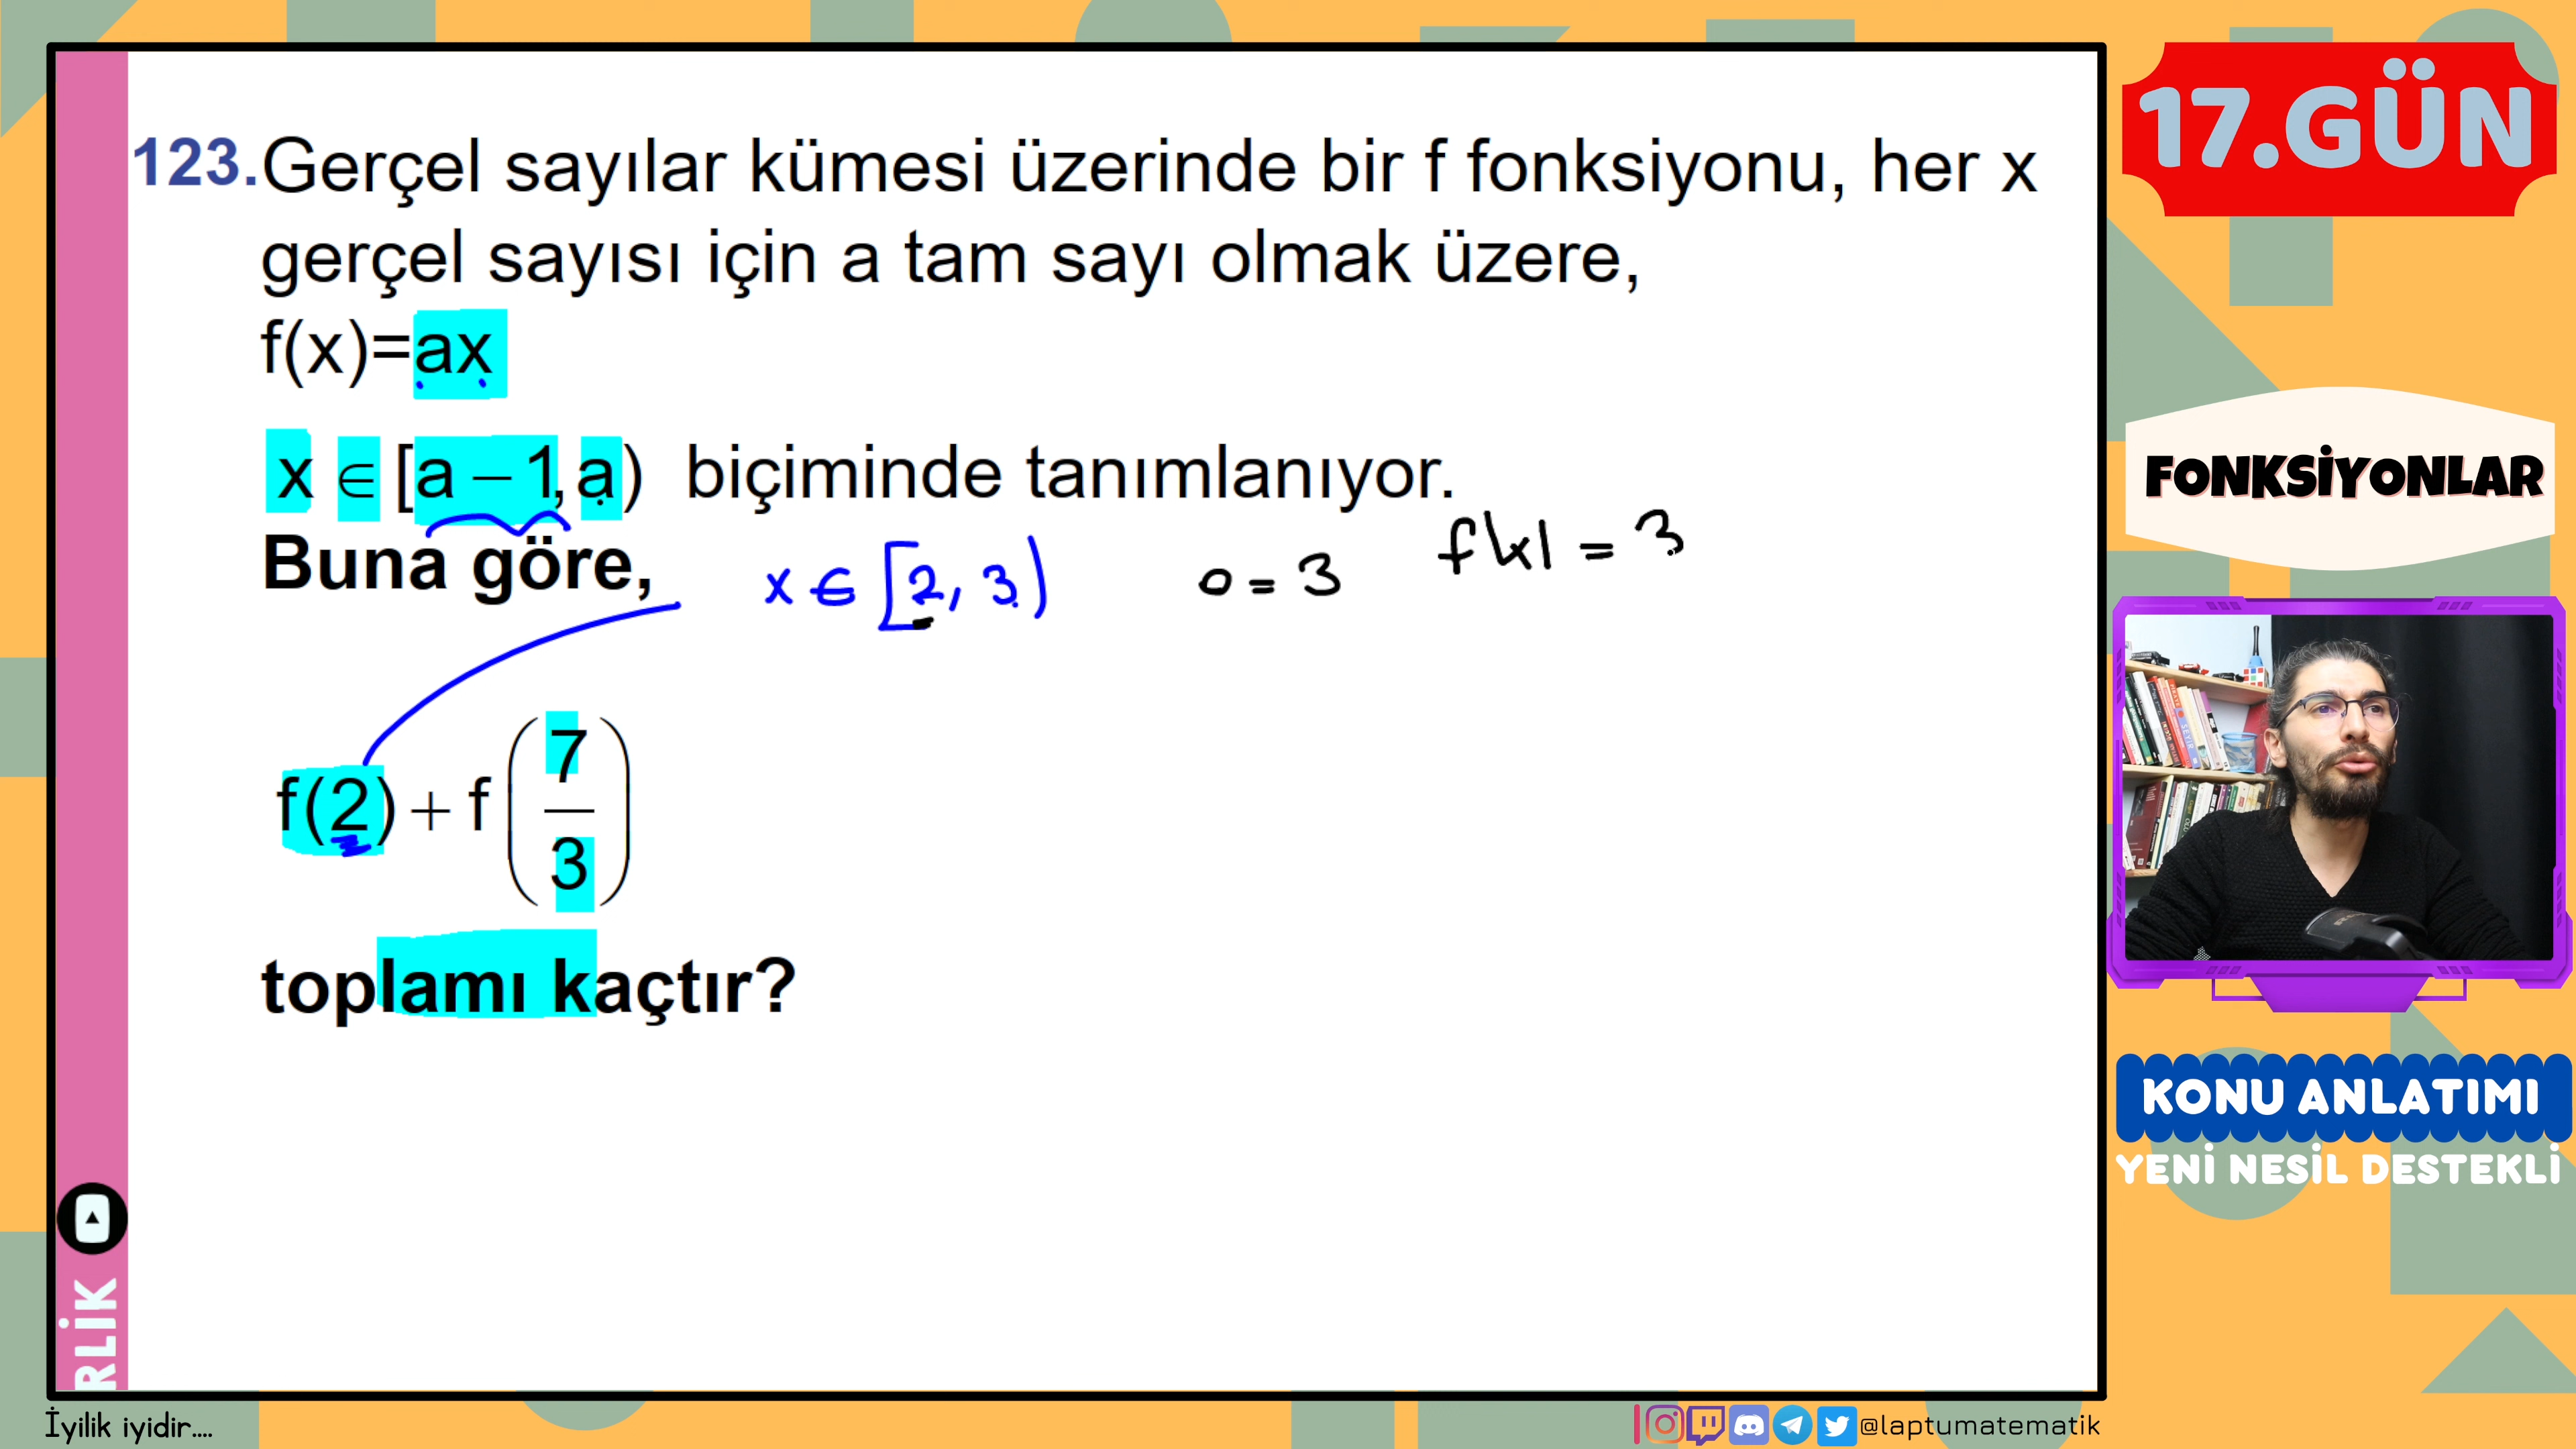 17.GÜN
123. Gerçel sayılar kümesi üzerinde bir f fonksiyonu, her x
gerçel sayısı için a tam sayı olmak üzere,
f(x)=ax
x ∈ [a − 1, a) biçiminde tanımlanıyor.
Buna göre,
x ∈ [2, 3)
a = 3
f(x) = 3
f(2) + f(7/3)
toplamı kaçtır?
FONKSİYONLAR
KONU ANLATIMI
YENİ NESİL DESTEKLİ
RLİK
İyilik iyidir....
@laptumatematik